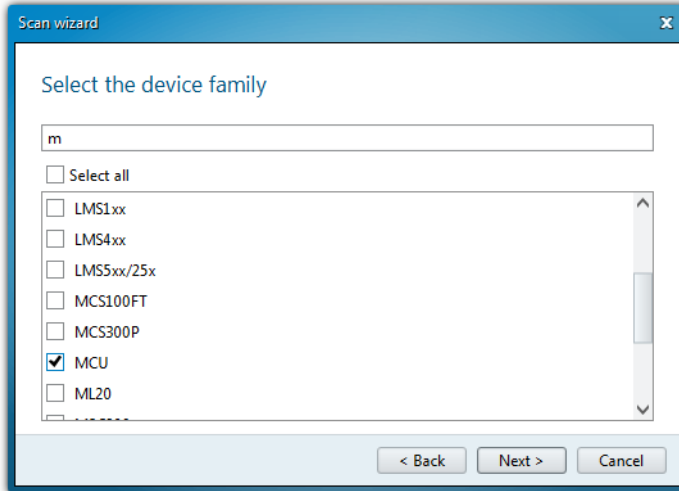 Scan wizard
Select the device family
m
Select all
LMS1xx
LMS4xx
LMS5xx/25x
MCS100FT
MCS300P
MCU
ML20
< Back
Next >
Cancel